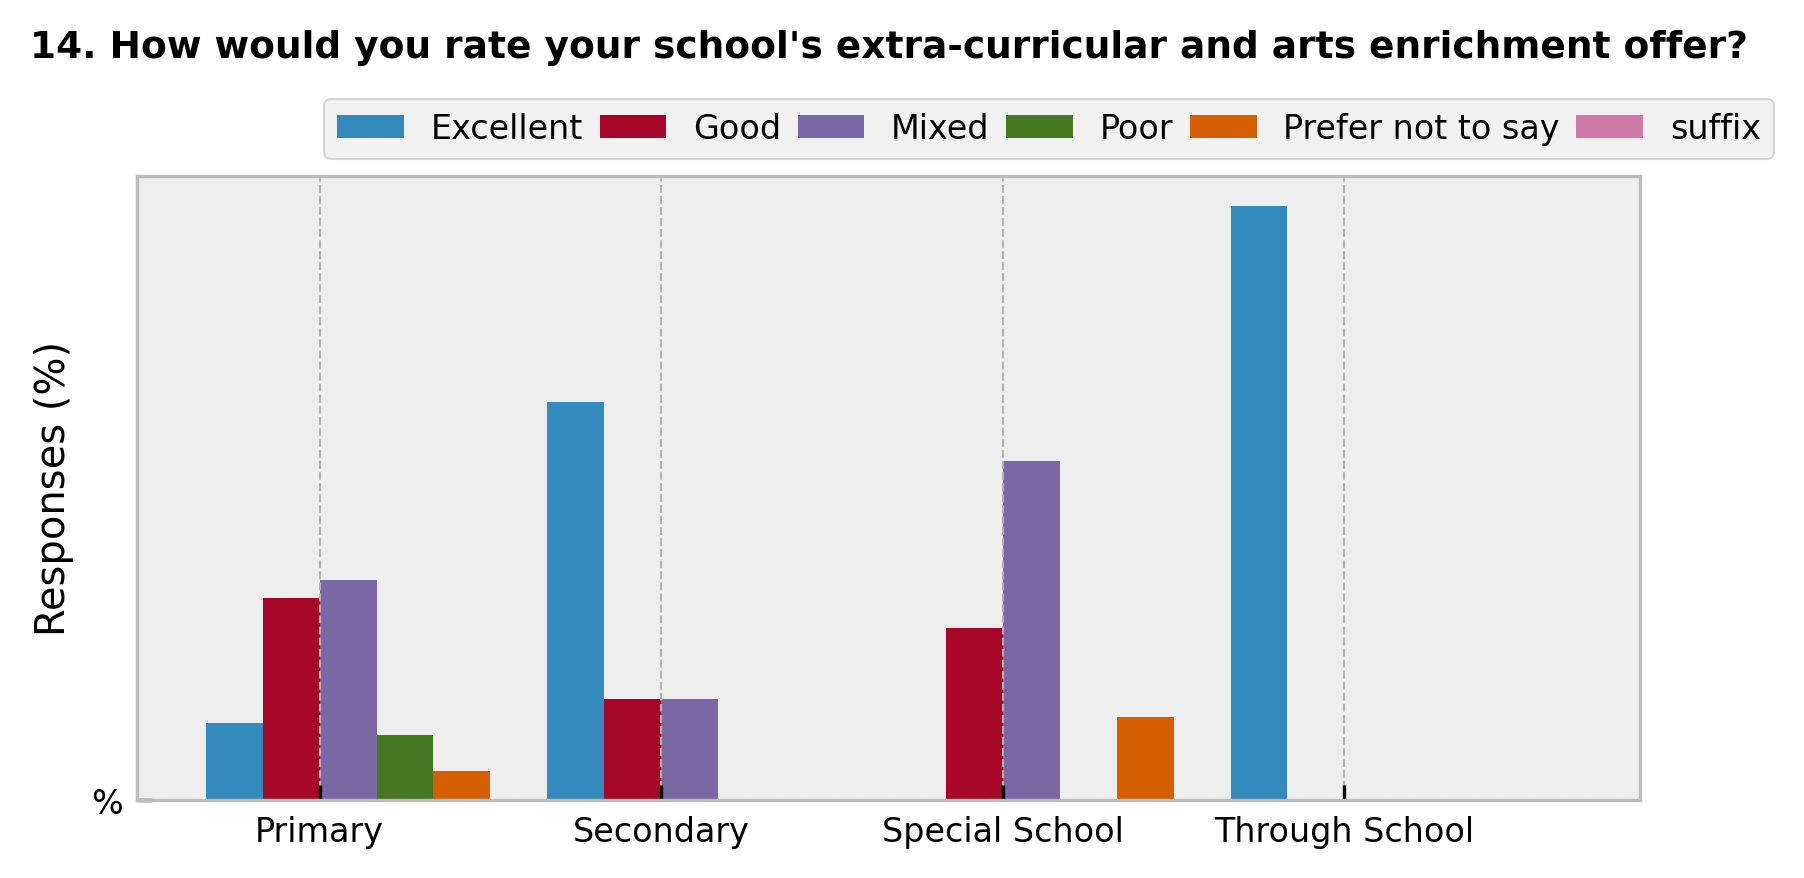 14. How would you rate your school's extra-curricular and arts enrichment offer?
Excellent Good Mixed Poor Prefer not to say suffix
Responses (%)
%
Primary Secondary Special School Through School